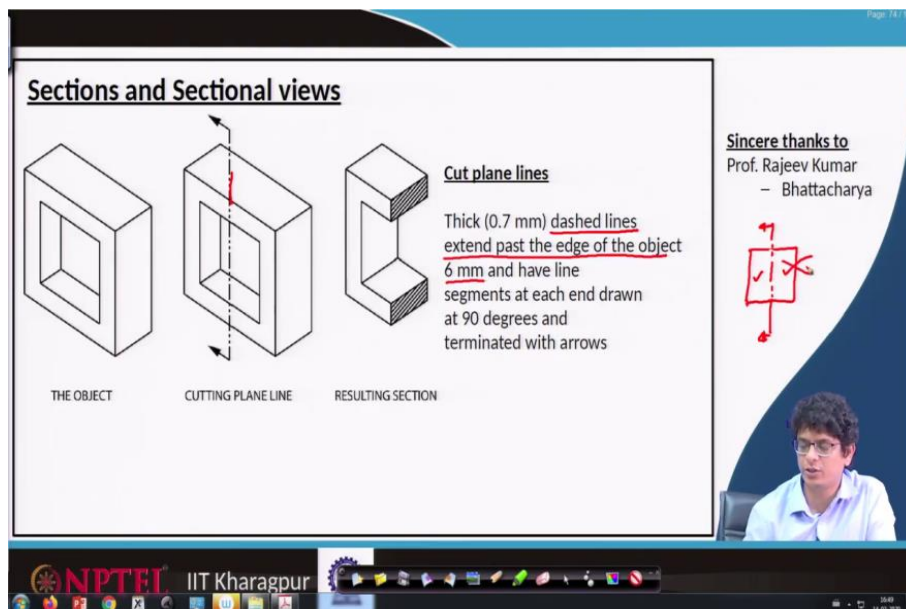 Page: 74 /
Sections and Sectional views
Cut plane lines
Thick (0.7 mm) dashed lines
extend past the edge of the object
6 mm and have line
segments at each end drawn
at 90 degrees and
terminated with arrows
THE OBJECT
CUTTING PLANE LINE
RESULTING SECTION
Sincere thanks to
Prof. Rajeev Kumar
– Bhattacharya
NPTEL IIT Kharagpur
16:49